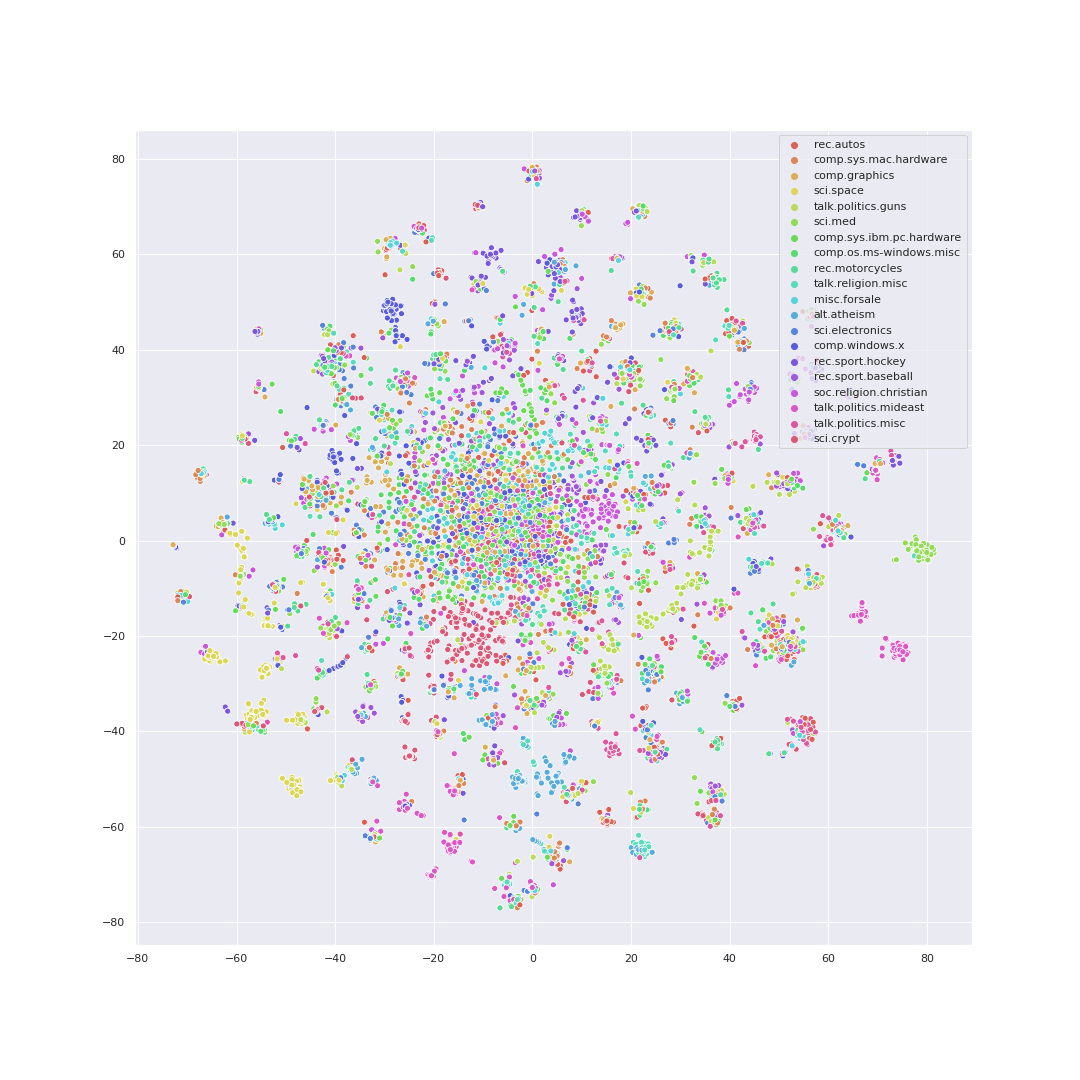 rec.autos
comp.sys.mac.hardware
comp.graphics
sci.space
talk.politics.guns
sci.med
comp.sys.ibm.pc.hardware
comp.os.ms-windows.misc
rec.motorcycles
talk.religion.misc
misc.forsale
alt.atheism
sci.electronics
comp.windows.x
rec.sport.hockey
rec.sport.baseball
soc.religion.christian
talk.politics.mideast
talk.politics.misc
sci.crypt
80
60
40
20
0
−20
−40
−60
−80
−80 −60 −40 −20 0 20 40 60 80